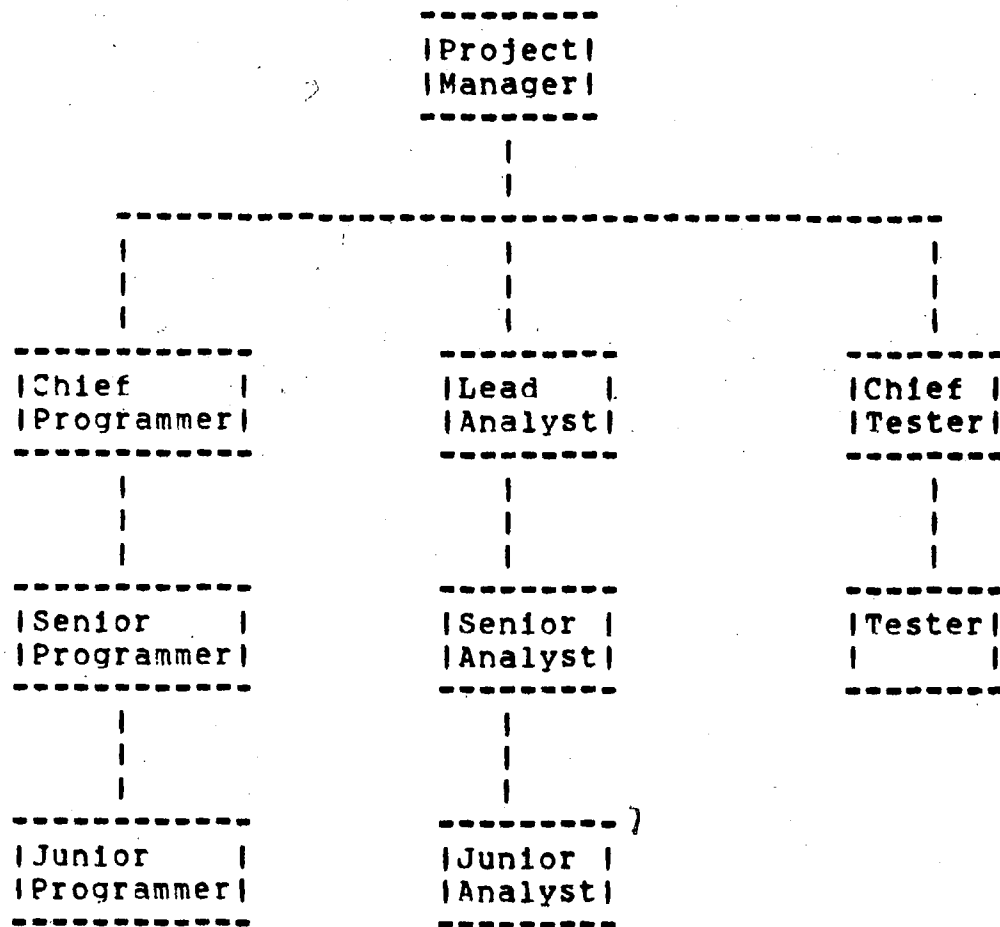 Project
Manager
Chief
Programmer
Lead
Analyst
Chief
Tester
Senior
Programmer
Senior
Analyst
Tester
Junior
Programmer
Junior
Analyst